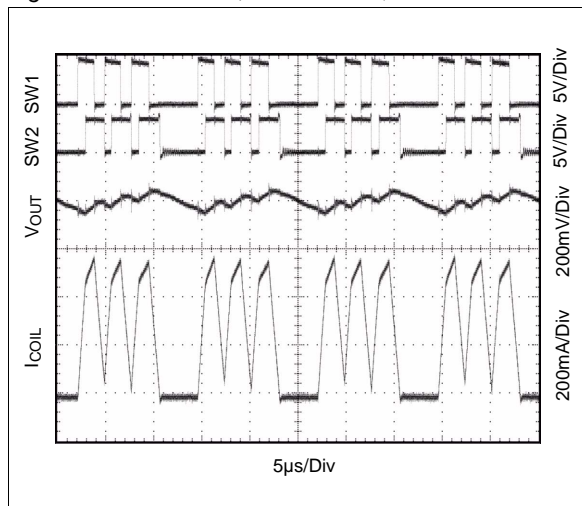 SW1
5V/Div
SW2
5V/Div
VOUT
200mV/Div
ICOIL
200mA/Div
5µs/Div